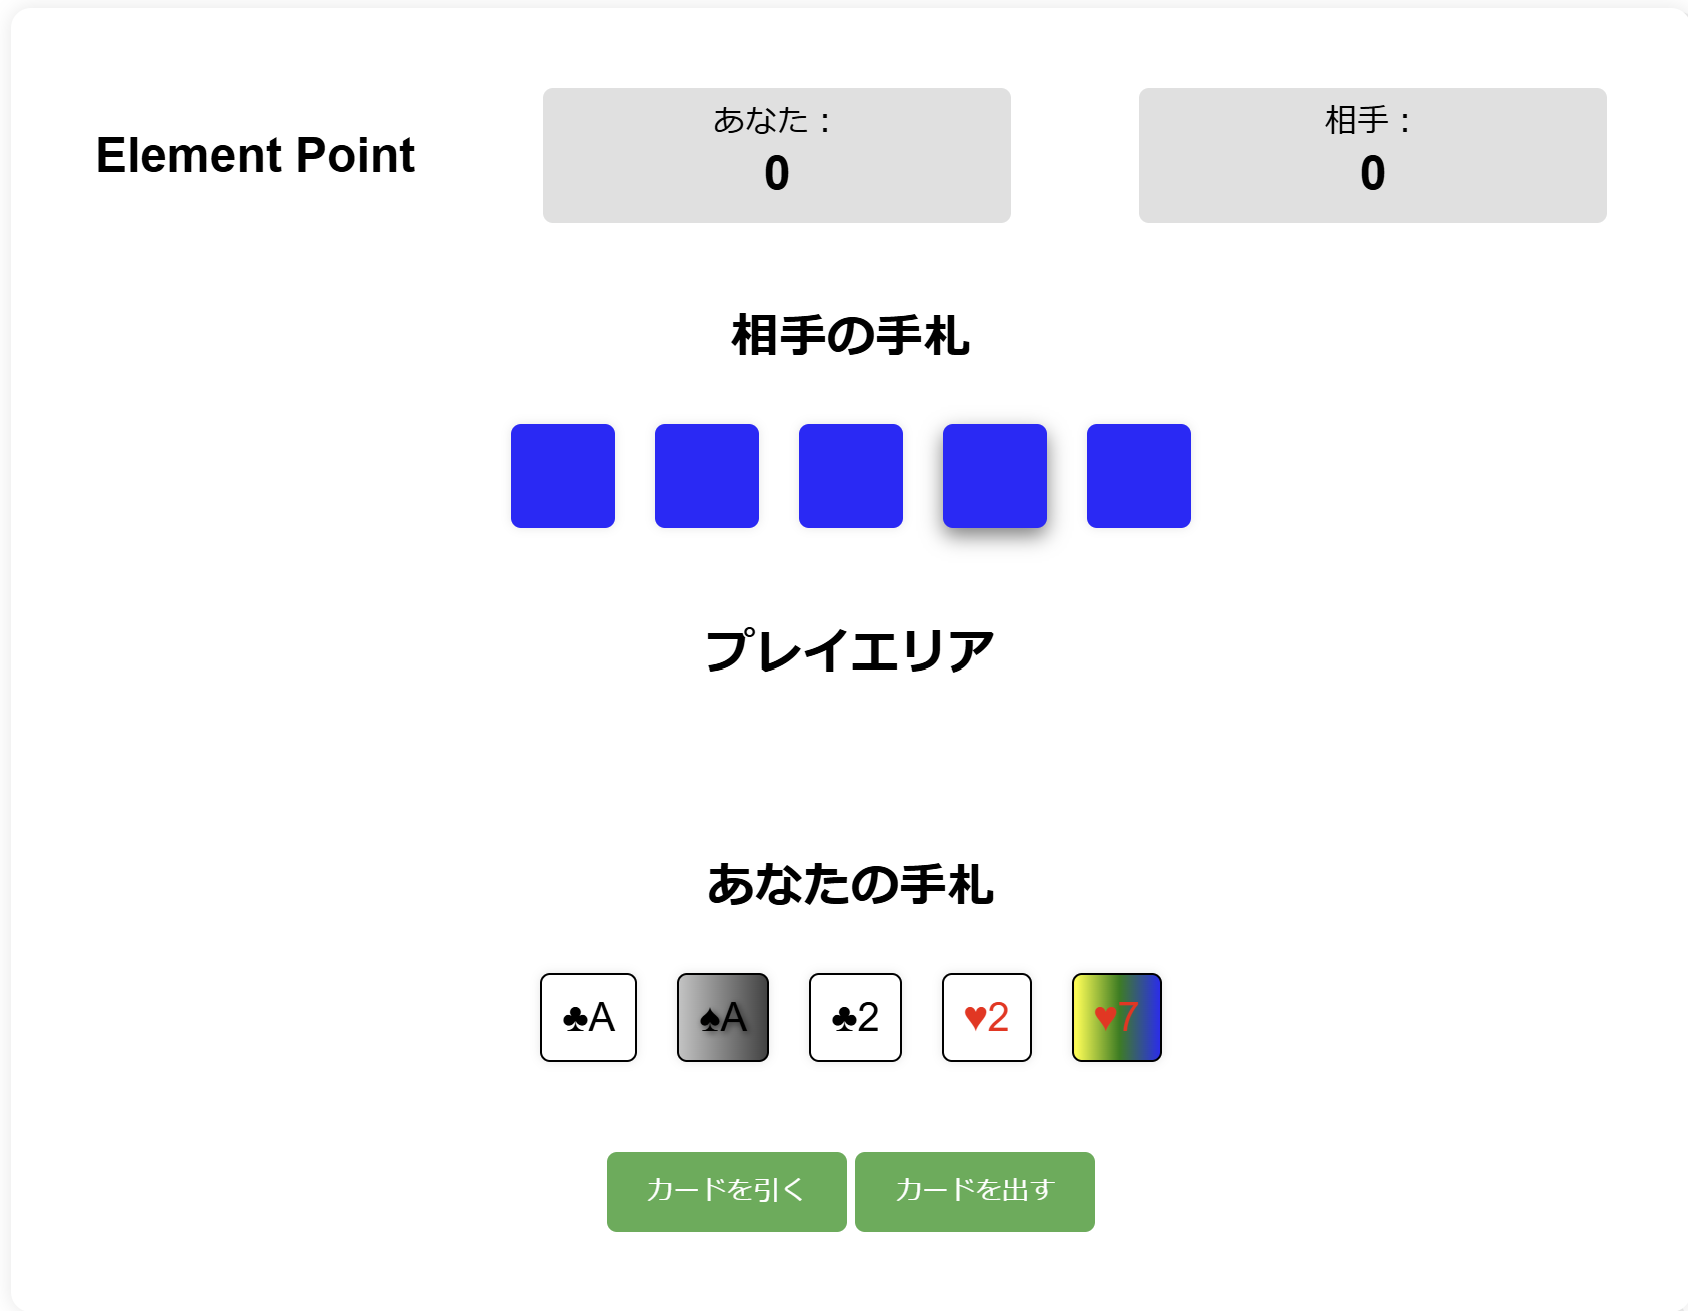 Element Point
あなた：
0
相手：
0
相手の手札
プレイエリア
あなたの手札
♣A
♠A
♣2
♥2
♥7
カードを引く
カードを出す